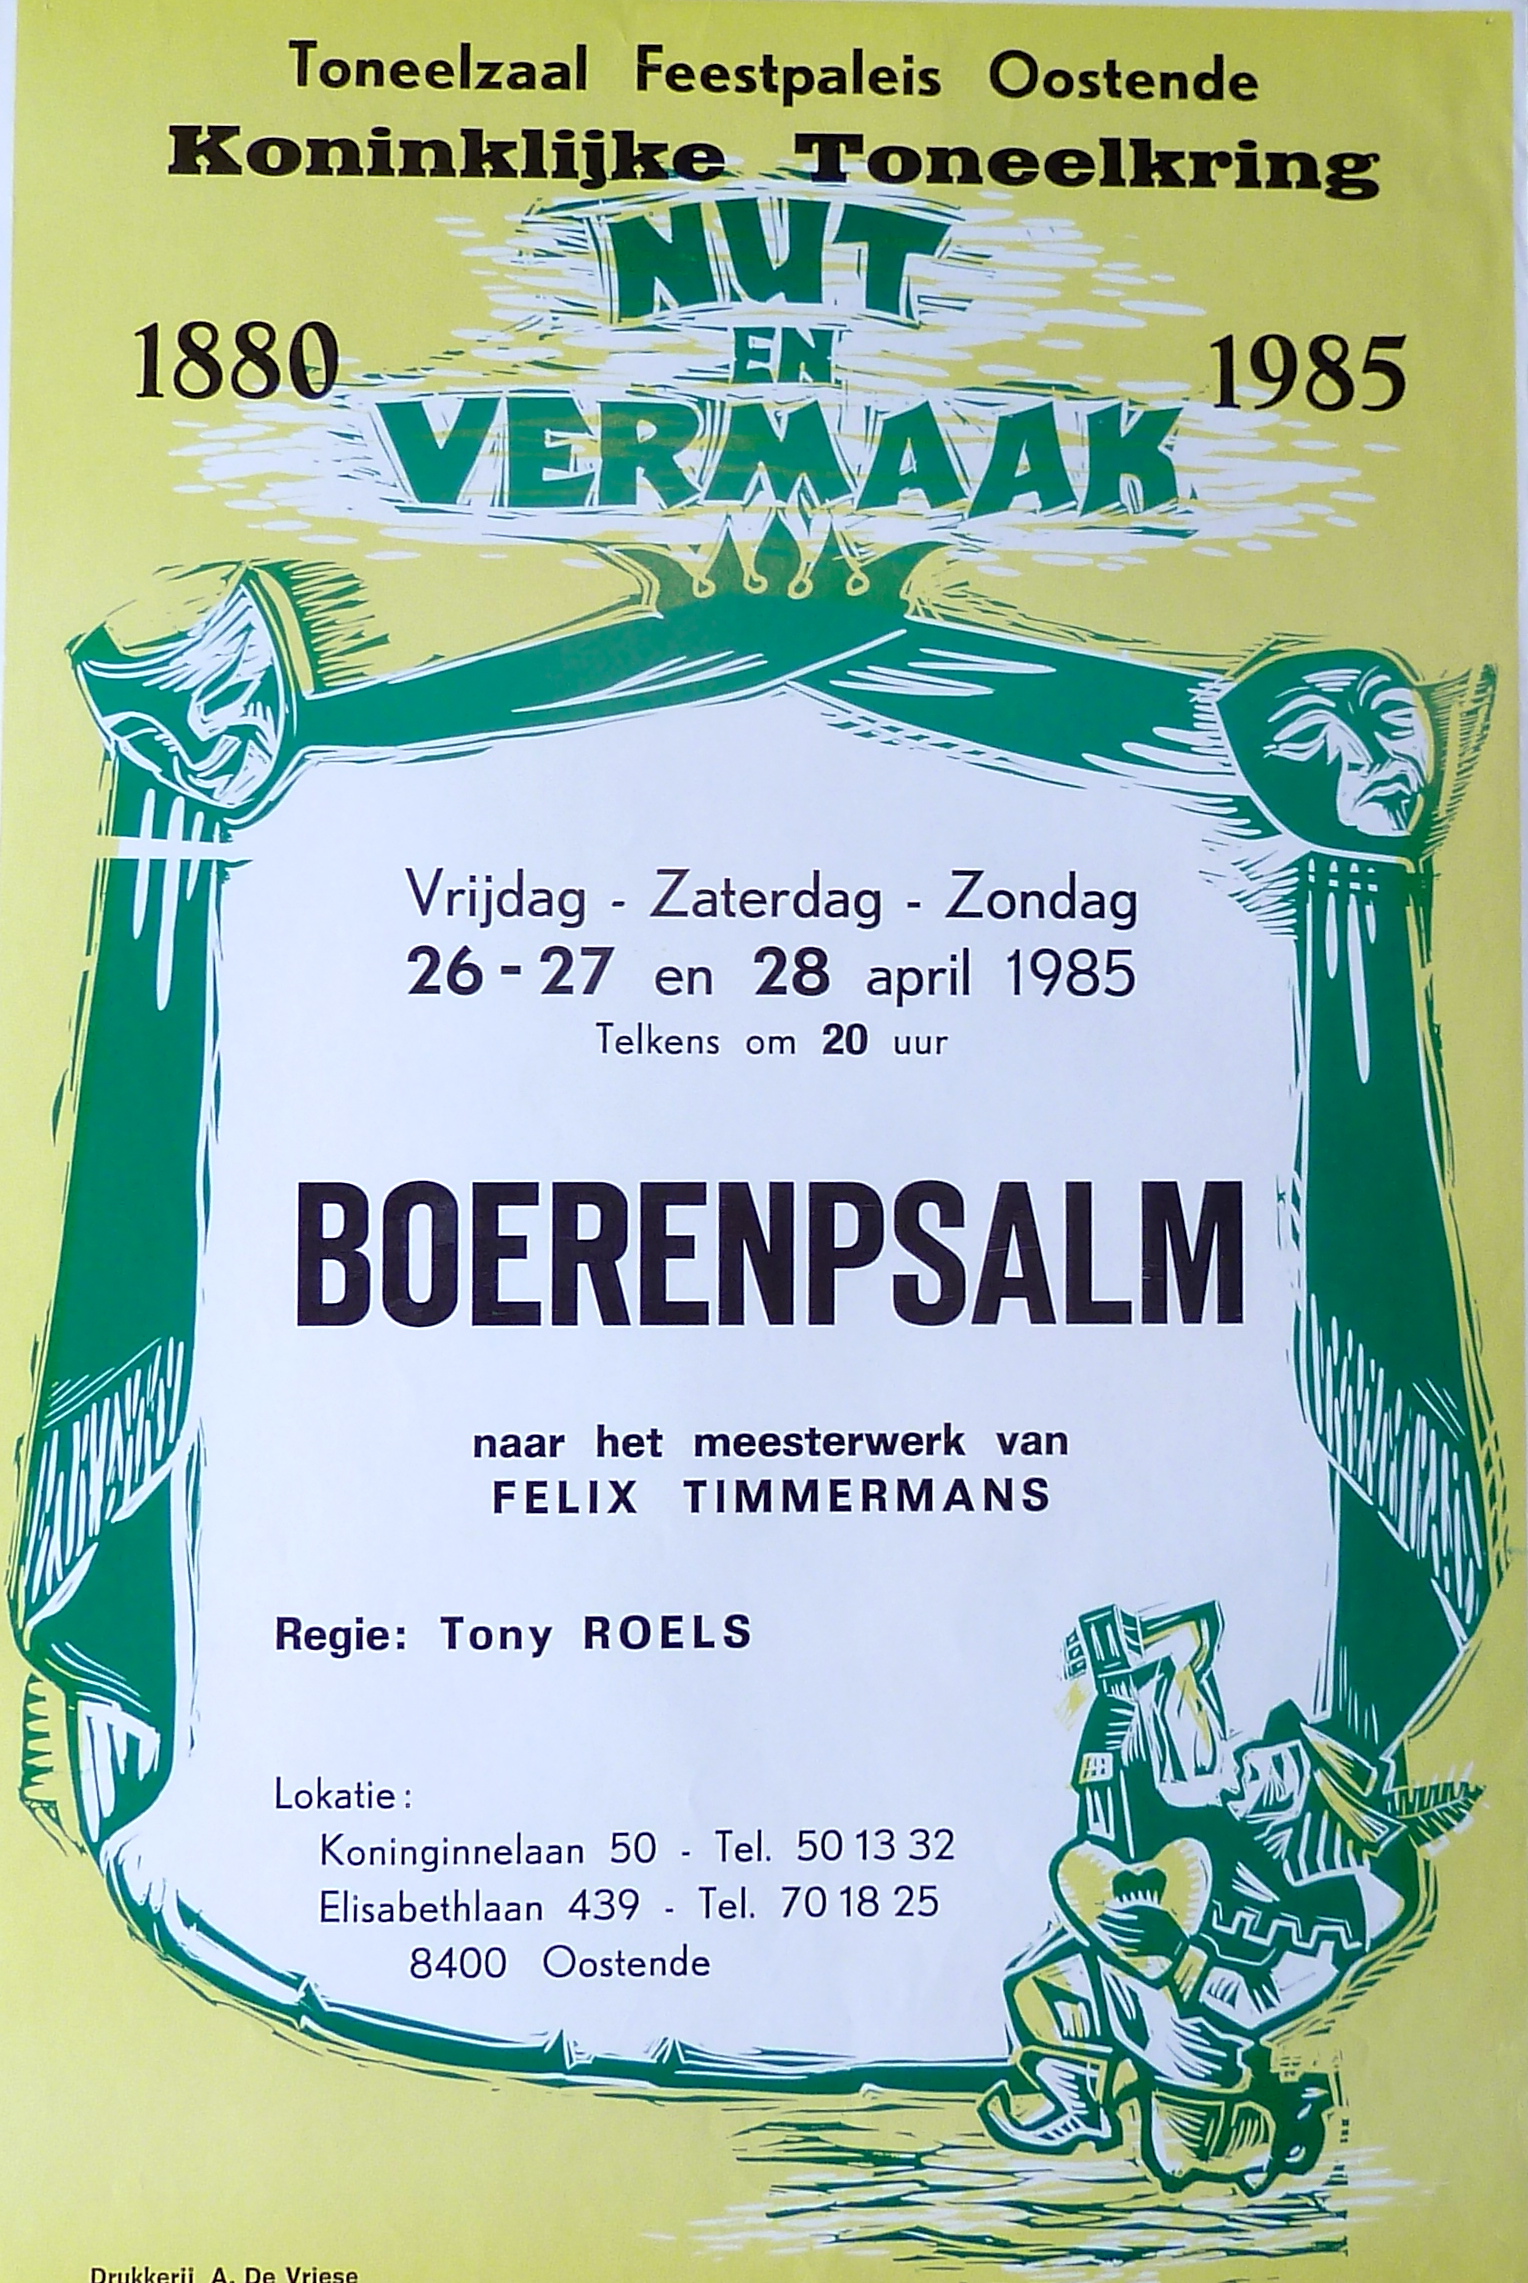 Toneelzaal Feestpaleis Oostende
Koninklijke Toneelkring
NUT
EN
VERMAAK
1880 1985
Vrijdag - Zaterdag - Zondag
26 - 27 en 28 april 1985
Telkens om 20 uur
BOERENPSALM
naar het meesterwerk van
FELIX TIMMERMANS
Regie: Tony ROELS
Lokatie:
Koninginnelaan 50 - Tel. 50 13 32
Elisabethlaan 439 - Tel. 70 18 25
8400 Oostende
Drukkerij A. De Vriese